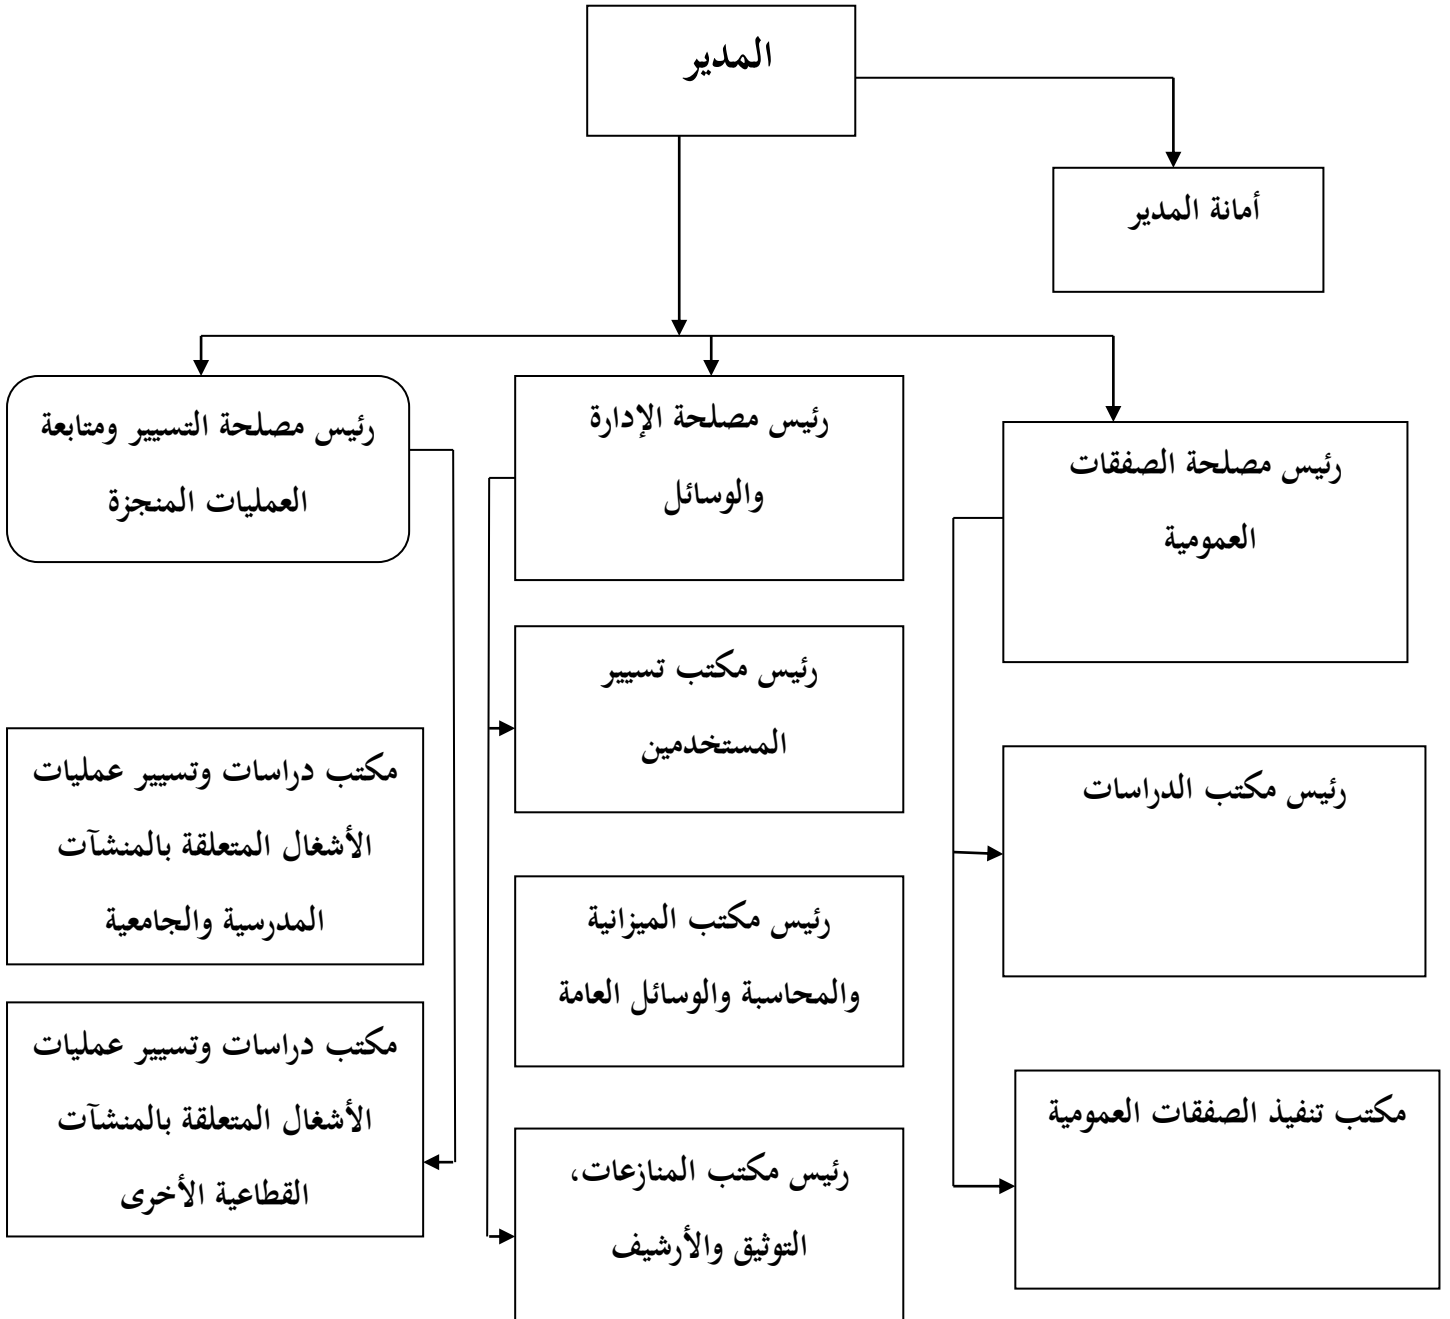 المدير
أمانة المدير
رئيس مصلحة الصفقات
العمومية
رئيس مصلحة الإدارة
والوسائل
رئيس مصلحة التسيير ومتابعة
العمليات المنجزة
رئيس مكتب الدراسات
مكتب تنفيذ الصفقات العمومية
رئيس مكتب تسيير
المستخدمين
رئيس مكتب الميزانية
والمحاسبة والوسائل العامة
رئيس مكتب المنازعات،
التوثيق والأرشيف
مكتب دراسات وتسيير عمليات
الأشغال المتعلقة بالمنشآت
المدرسية والجامعية
مكتب دراسات وتسيير عمليات
الأشغال المتعلقة بالمنشآت
القطاعية الأخرى